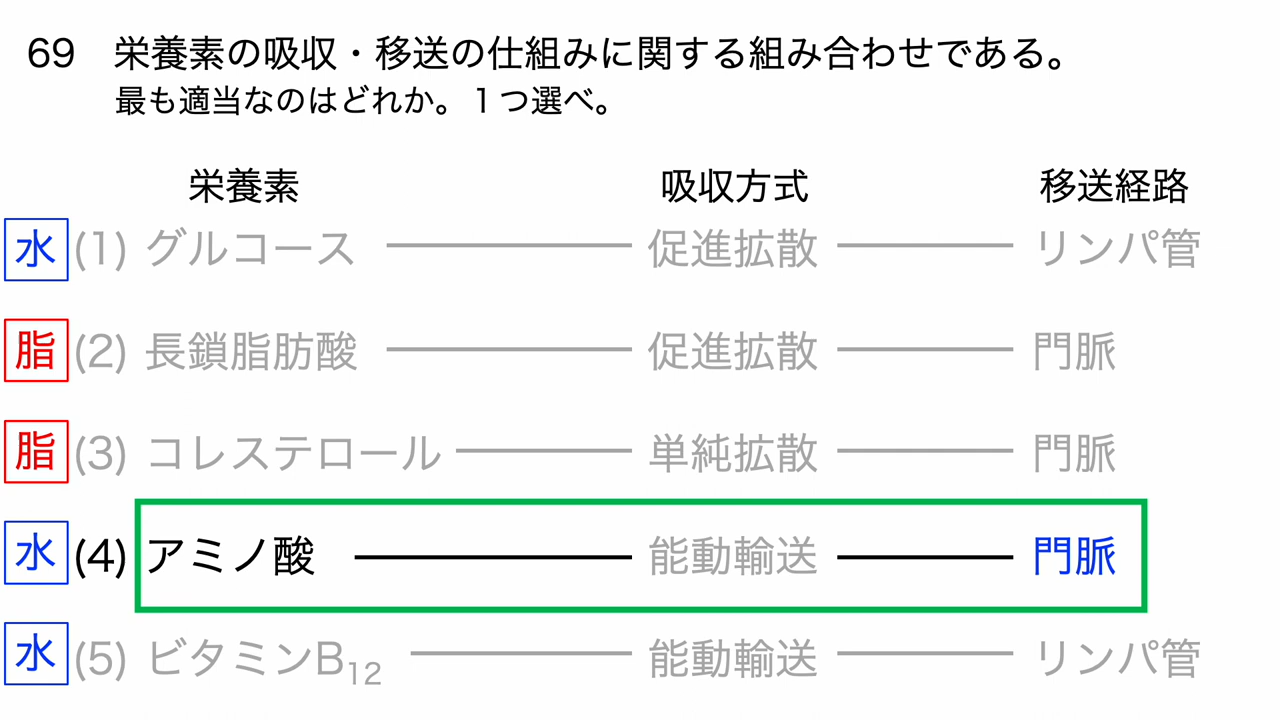 69 栄養素の吸収・移送の仕組みに関する組み合わせである。
最も適当なのはどれか。1つ選べ。
栄養素 吸収方式 移送経路
水 (1) グルコース 促進拡散 リンパ管
脂 (2) 長鎖脂肪酸 促進拡散 門脈
脂 (3) コレステロール 単純拡散 門脈
水 (4) アミノ酸 能動輸送 門脈
水 (5) ビタミンB12 能動輸送 リンパ管